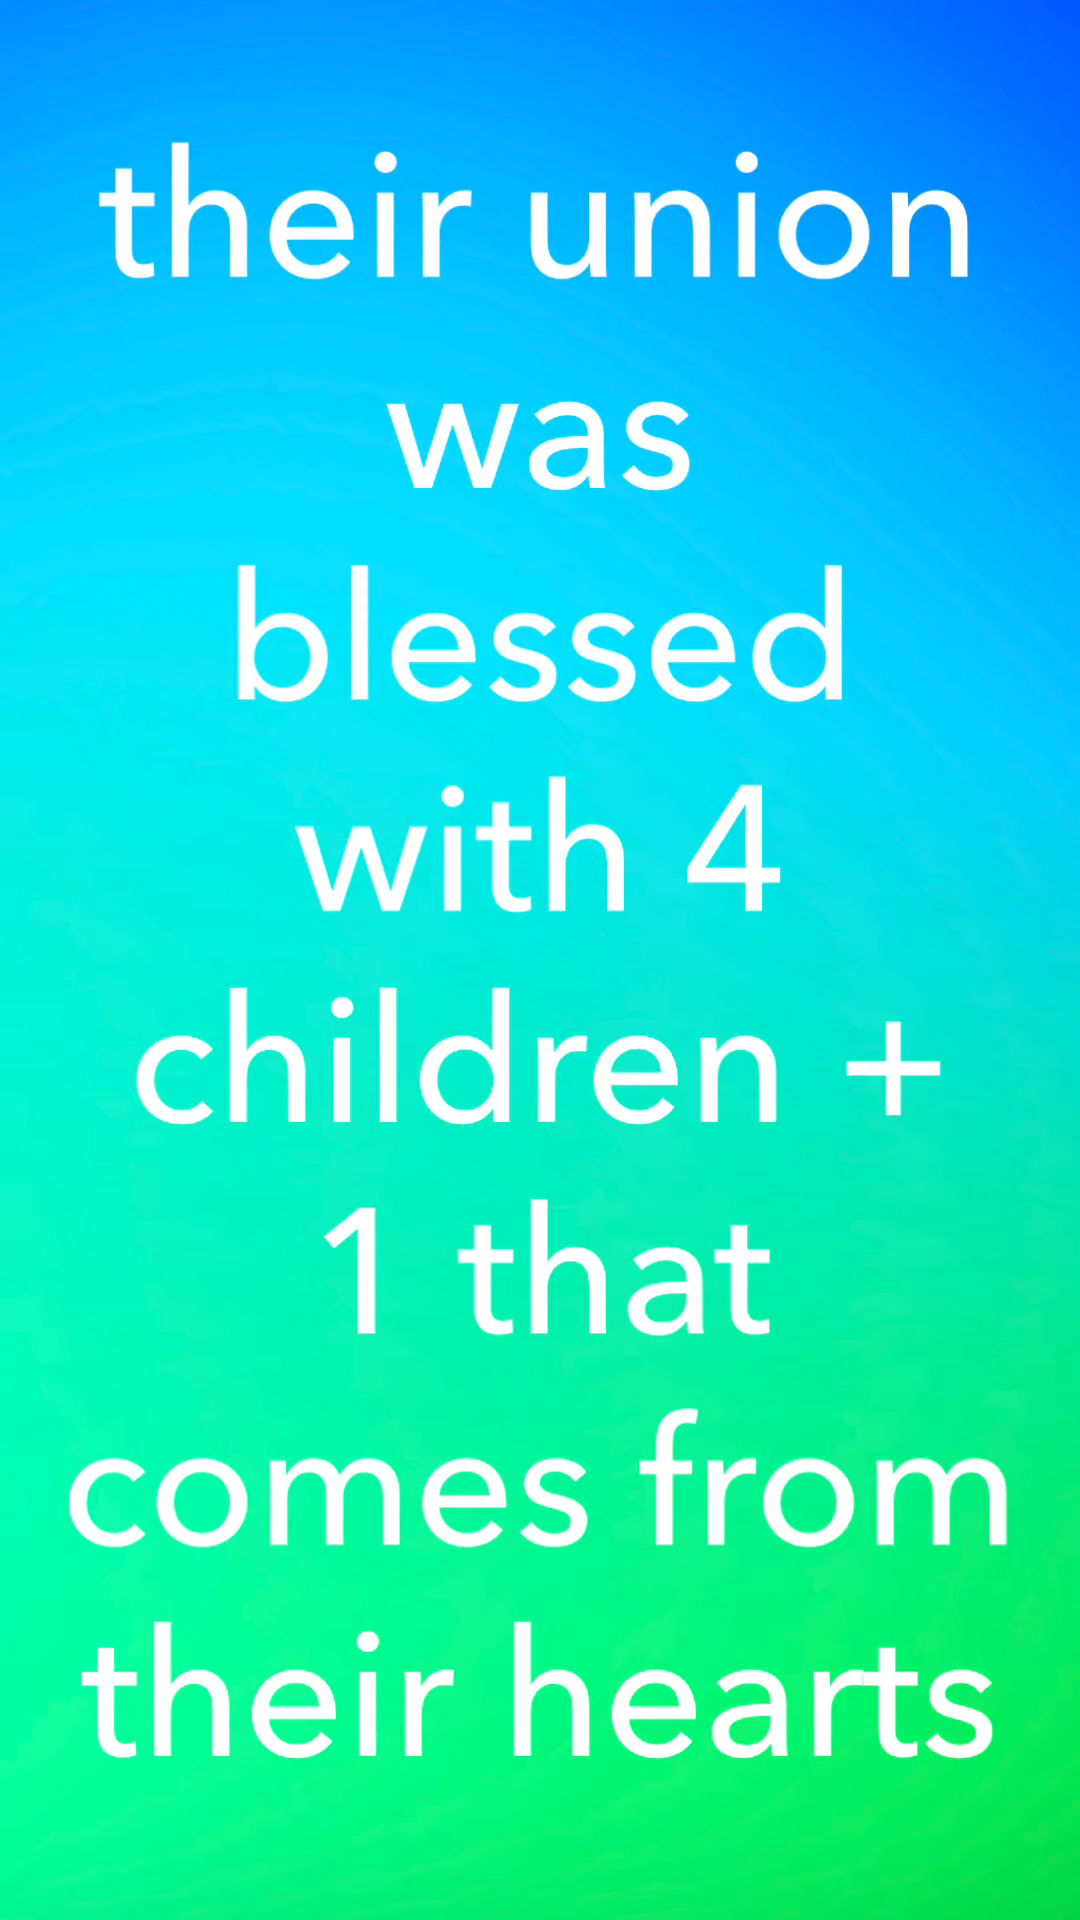 their union
was
blessed
with 4
children +
1 that
comes from
their hearts